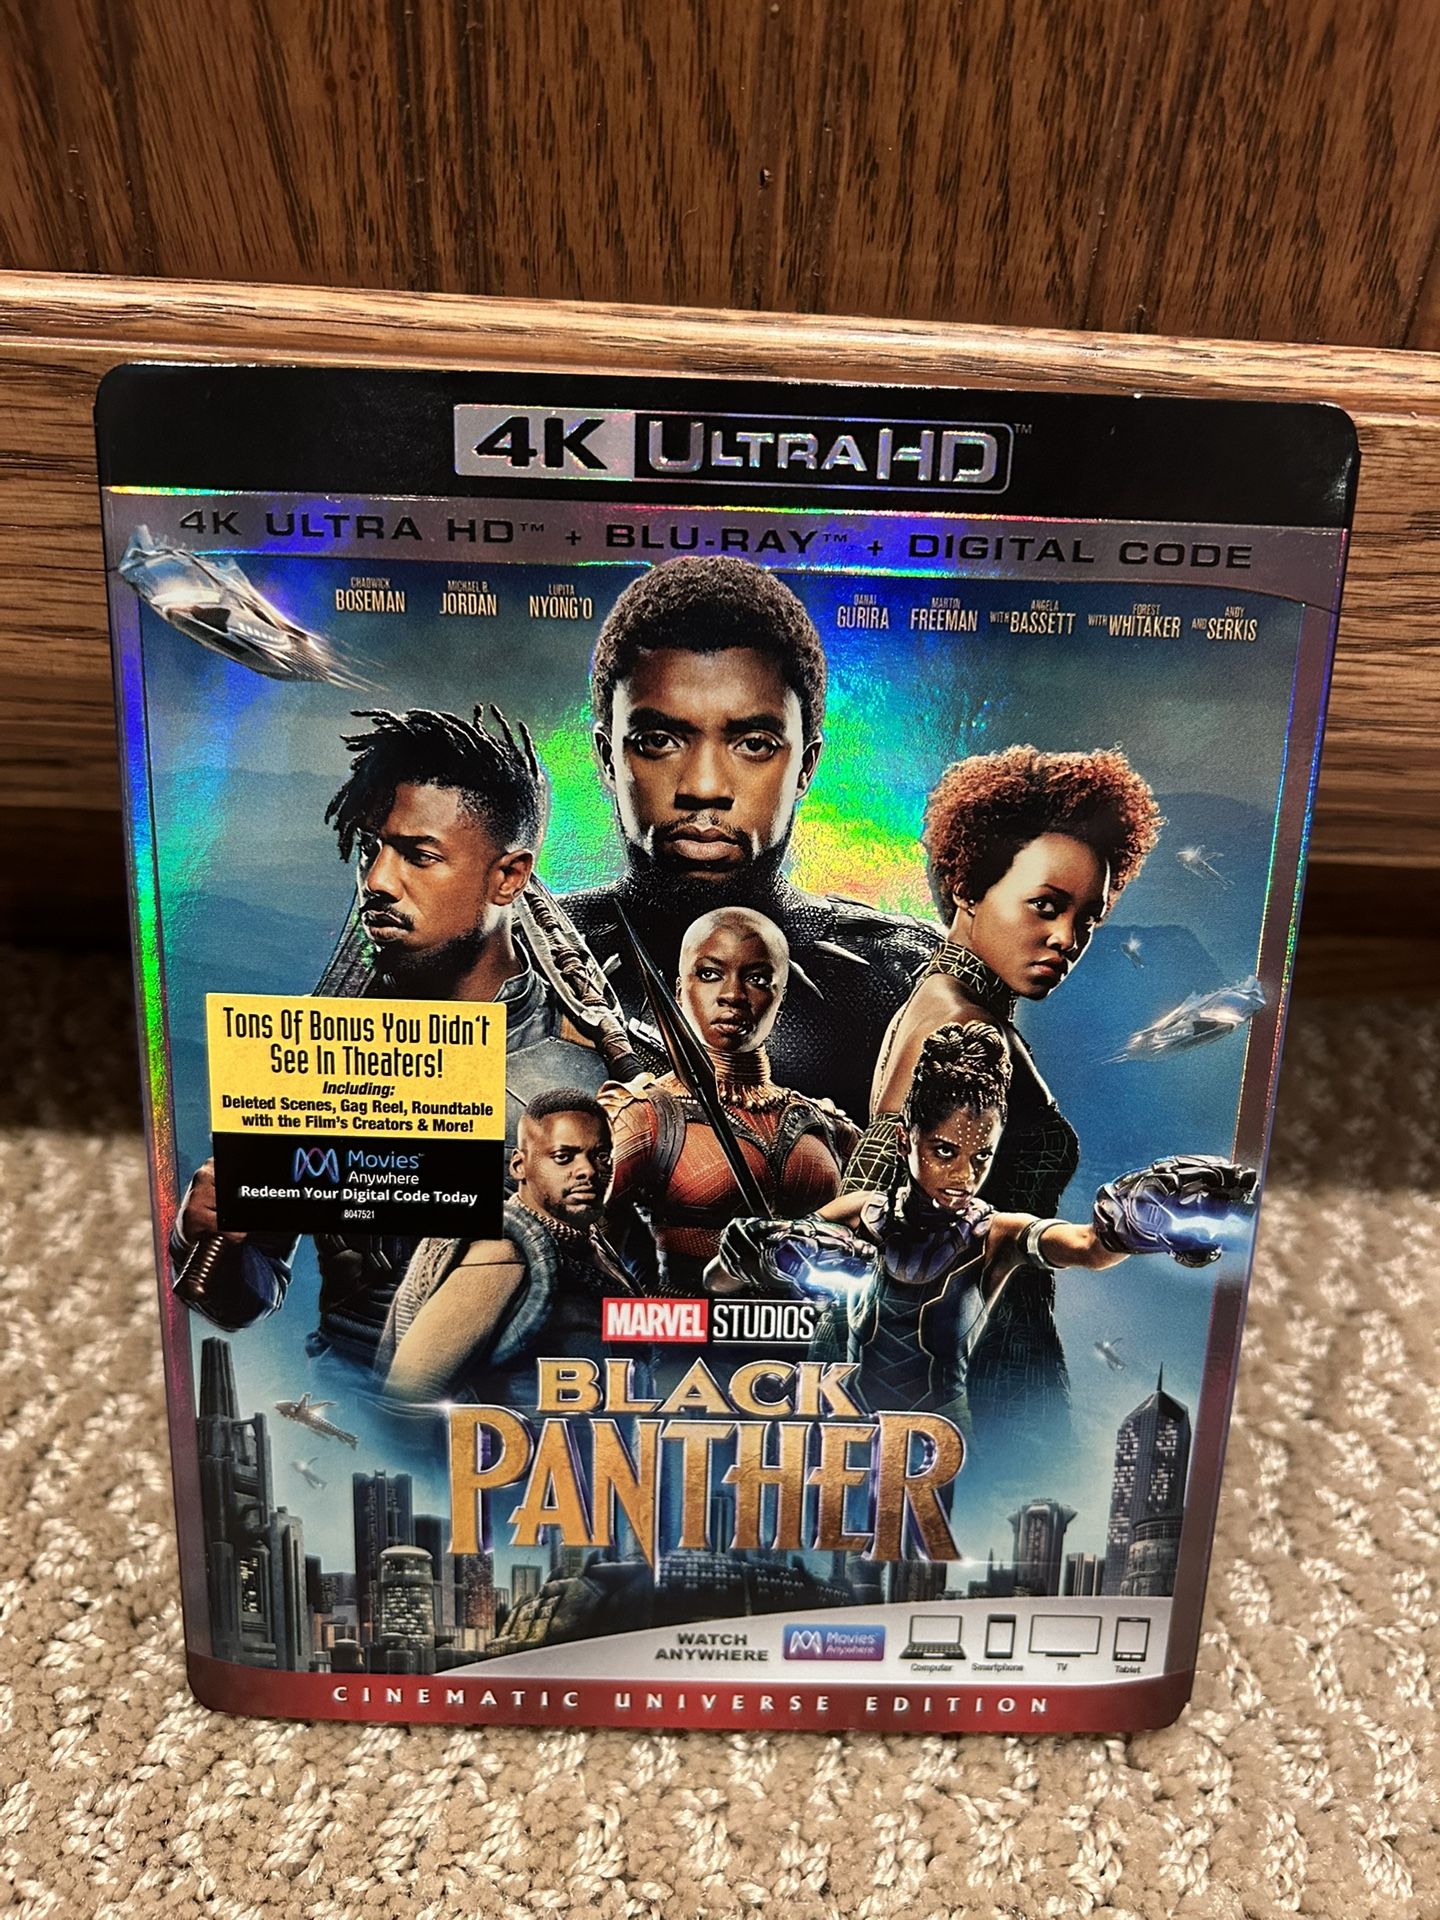 4K ULTRAHD™
4K ULTRA HD™ + BLU-RAY™ + DIGITAL CODE
CHADWICK BOSEMAN MICHAEL B. JORDAN LUPITA NYONG'O DANAI GURIRA MARTIN FREEMAN WITH ANGELA BASSETT WITH FOREST WHITAKER AND ANDY SERKIS
Tons Of Bonus You Didn't
See In Theaters!
Including:
Deleted Scenes, Gag Reel, Roundtable
with the Film's Creators & More!
Movies™
Anywhere
Redeem Your Digital Code Today
8047521
MARVEL STUDIOS
BLACK
PANTHER
WATCH
ANYWHERE
Movies
Anywhere
Computer Smartphone TV Tablet
CINEMATIC UNIVERSE EDITION